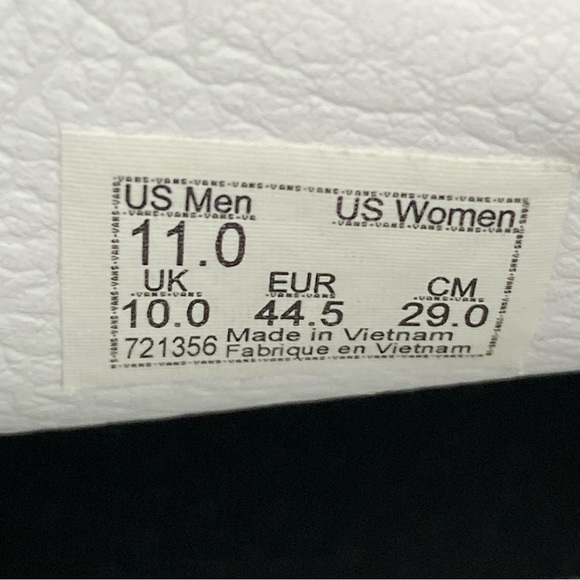 US Men US Women
11.0
UK EUR CM
10.0 44.5 29.0
721356 Made in Vietnam
Fabrique en Vietnam